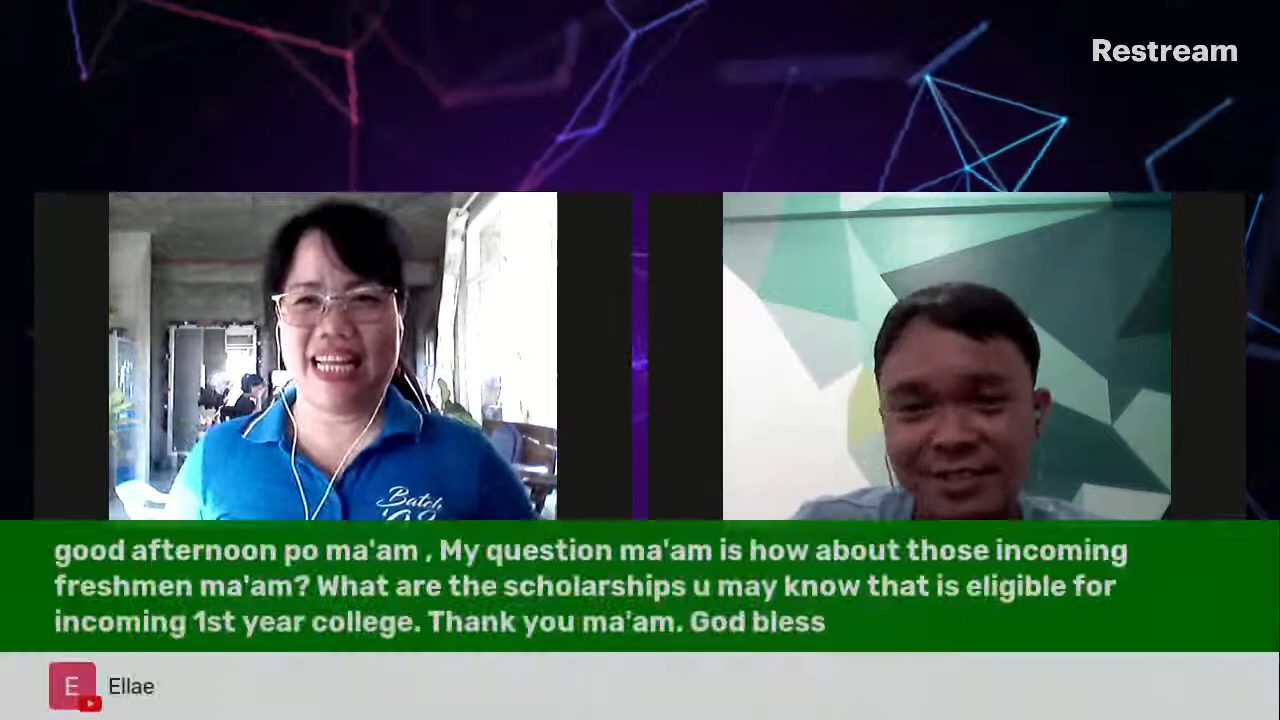 Restream
Batch
good afternoon po ma'am , My question ma'am is how about those incoming
freshmen ma'am? What are the scholarships u may know that is eligible for
incoming 1st year college. Thank you ma'am. God bless
E
Ellae